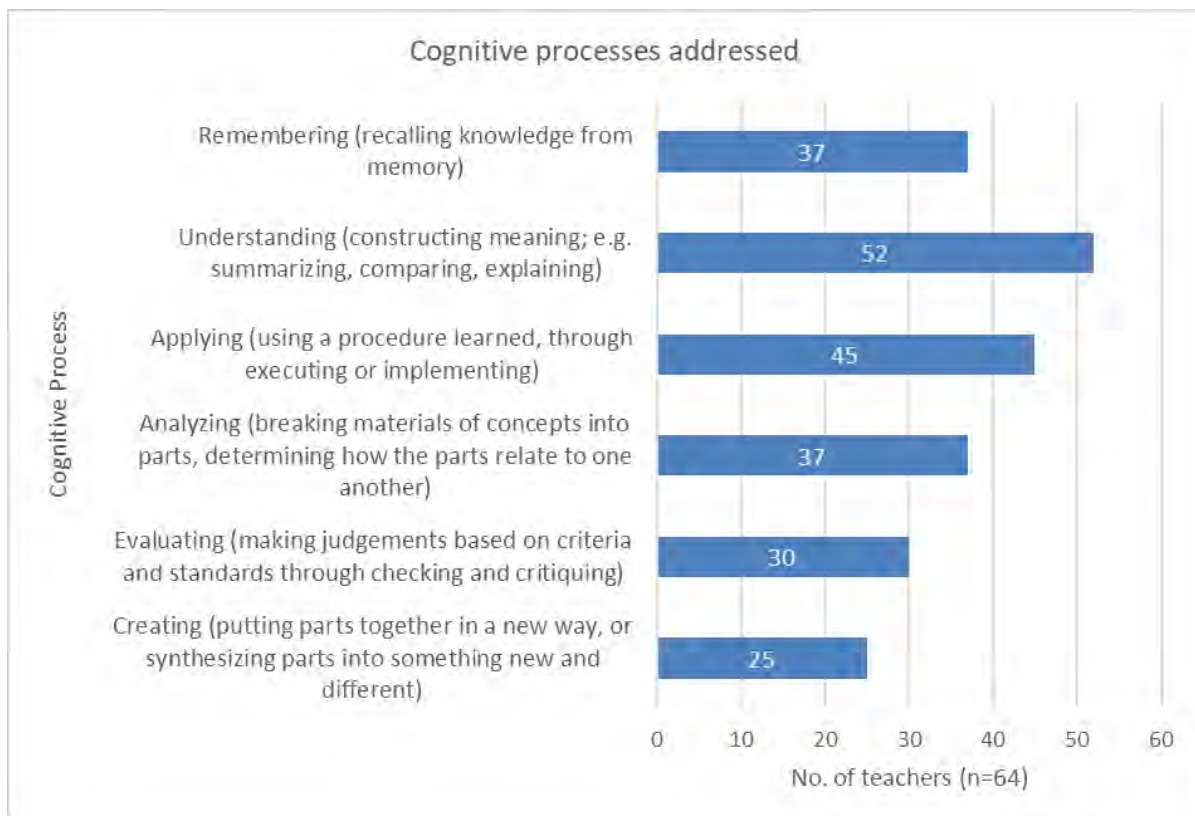 Cognitive processes addressed
Cognitive Process
Remembering (recalling knowledge from
memory)
37
Understanding (constructing meaning; e.g.
summarizing, comparing, explaining)
52
Applying (using a procedure learned, through
executing or implementing)
45
Analyzing (breaking materials of concepts into
parts, determining how the parts relate to one
another)
37
Evaluating (making judgements based on criteria
and standards through checking and critiquing)
30
Creating (putting parts together in a new way, or
synthesizing parts into something new and
different)
25
0 10 20 30 40 50 60
No. of teachers (n=64)